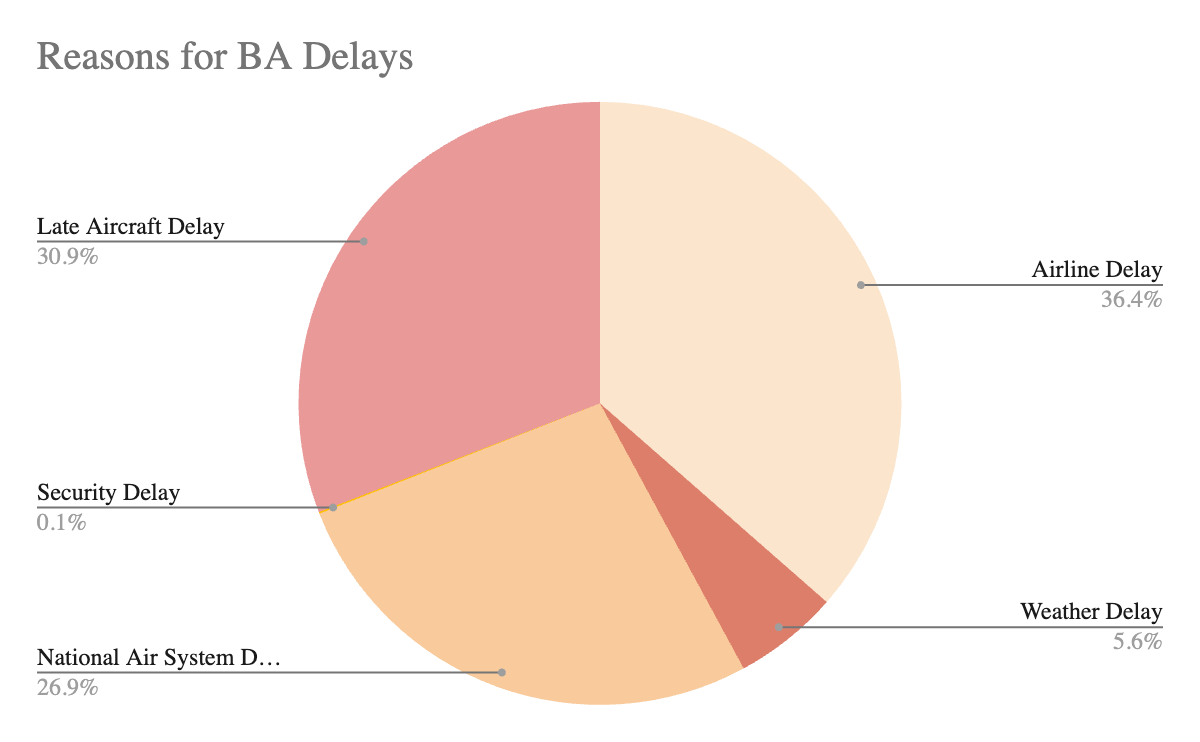 Reasons for BA Delays
Late Aircraft Delay
30.9%
Airline Delay
36.4%
Security Delay
0.1%
Weather Delay
5.6%
National Air System D…
26.9%